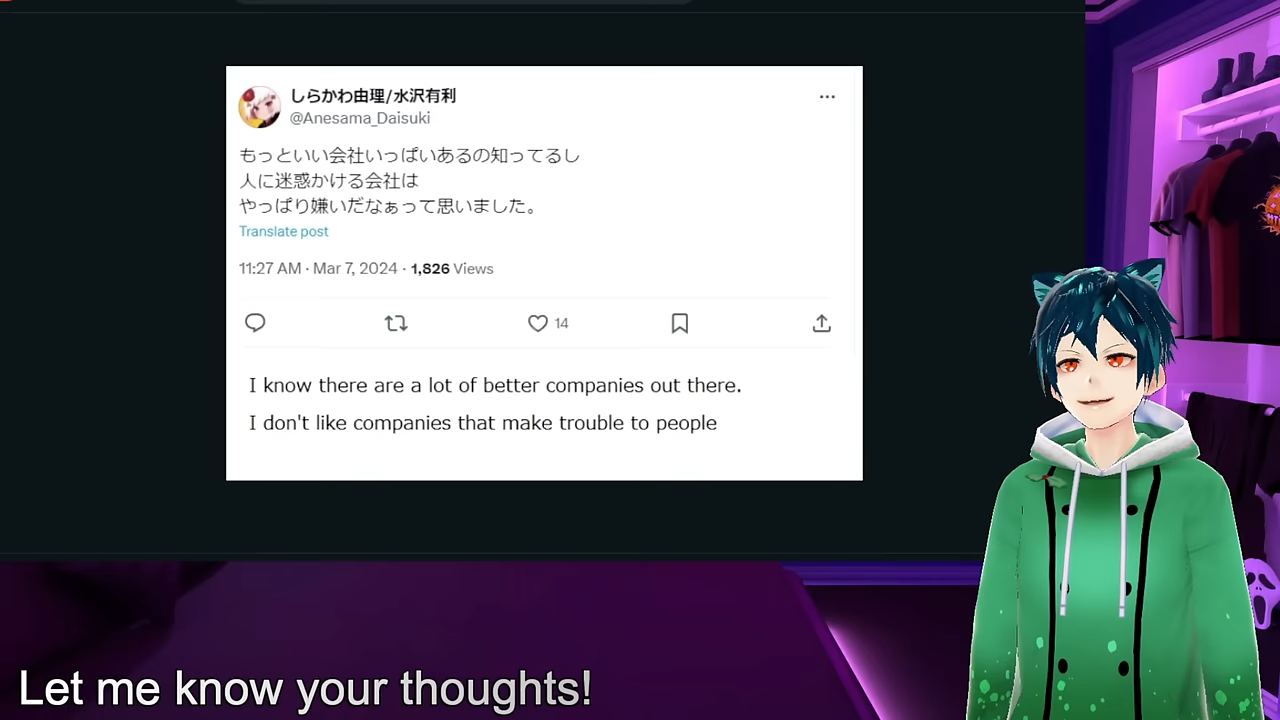 しらかわ由理/水沢有利
@Anesama_Daisuki
もっといい会社いっぱいあるの知ってるし
人に迷惑かける会社は
やっぱり嫌いだなぁって思いました。
Translate post
11:27 AM · Mar 7, 2024 · 1,826 Views
14
I know there are a lot of better companies out there.
I don't like companies that make trouble to people
Let me know your thoughts!